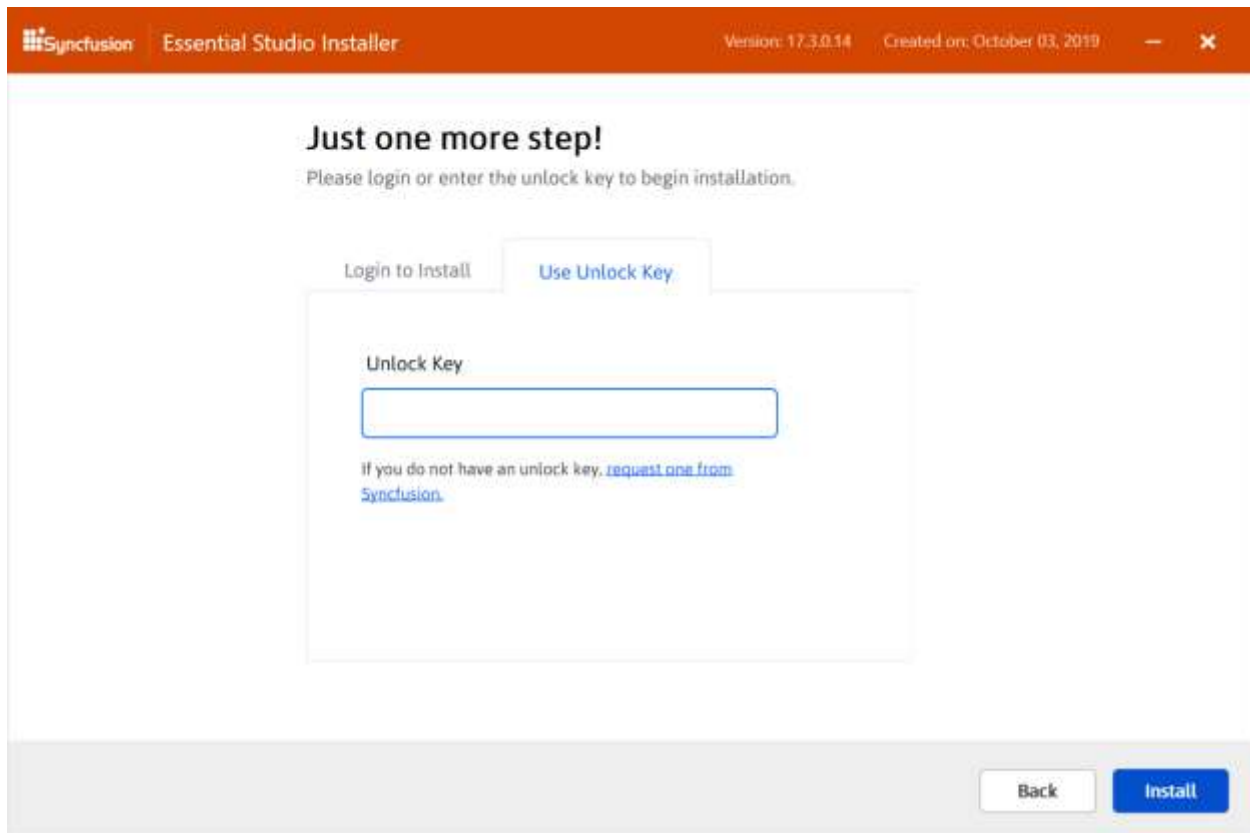 Syncfusion Essential Studio Installer Version: 17.3.0.14 Created on: October 03, 2019
Just one more step!
Please login or enter the unlock key to begin installation.
Login to Install Use Unlock Key
Unlock Key
If you do not have an unlock key, request one from
Syncfusion.
Back Install